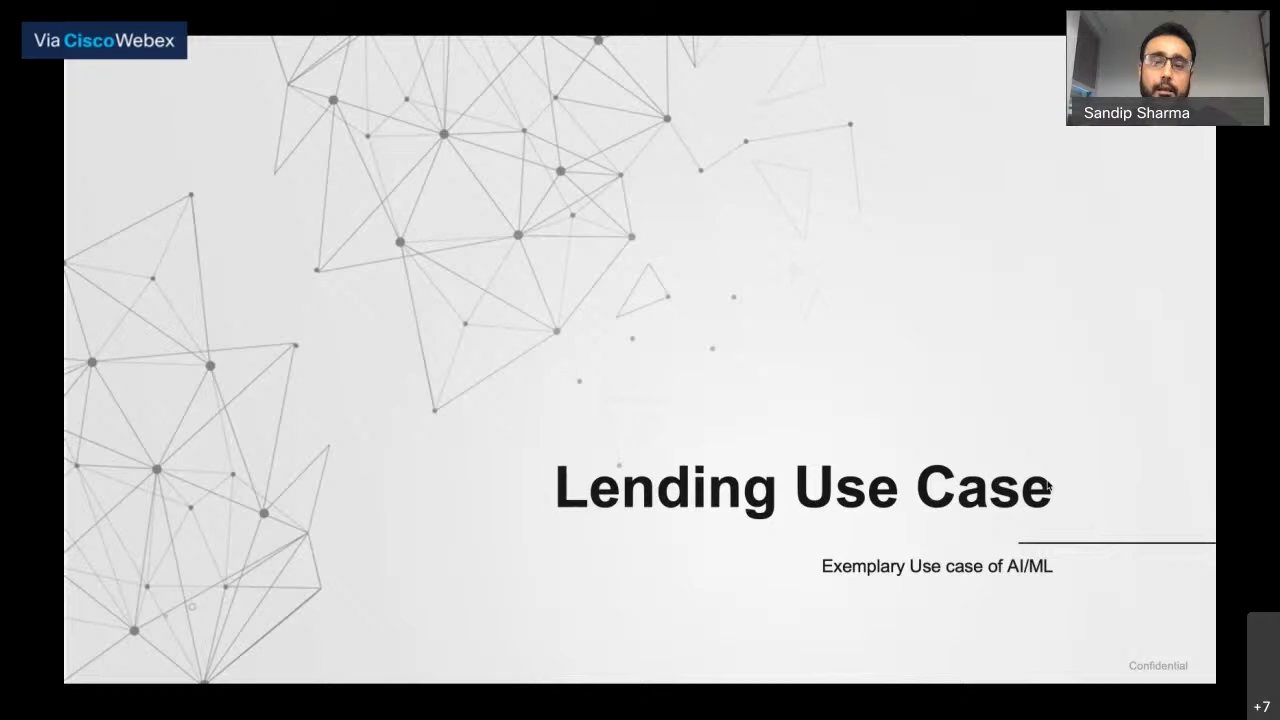 Via CiscoWebex
Sandip Sharma
Lending Use Case
Exemplary Use case of AI/ML
Confidential
+7